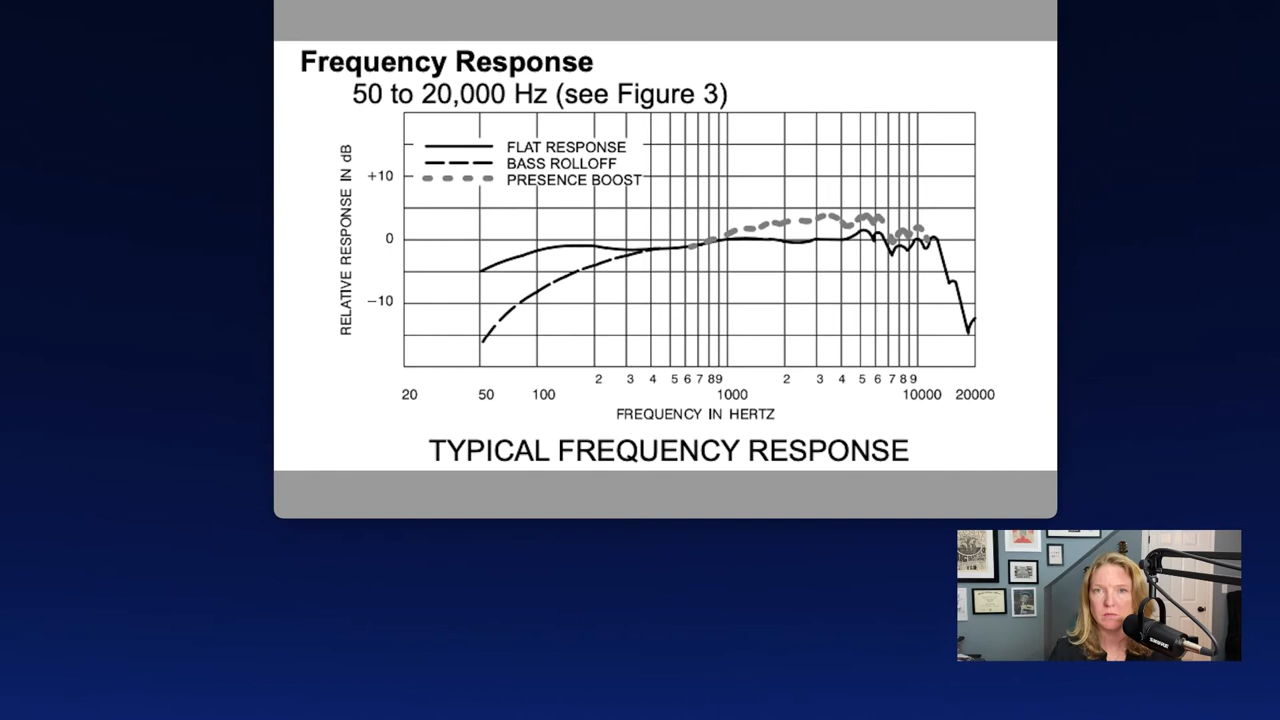 Frequency Response
50 to 20,000 Hz (see Figure 3)
FLAT RESPONSE
BASS ROLLOFF
PRESENCE BOOST
RELATIVE RESPONSE IN dB
+10
0
−10
2 3 4 5 6 7 8 9 2 3 4 5 6 7 8 9
20 50 100 1000 10000 20000
FREQUENCY IN HERTZ
TYPICAL FREQUENCY RESPONSE
SHURE